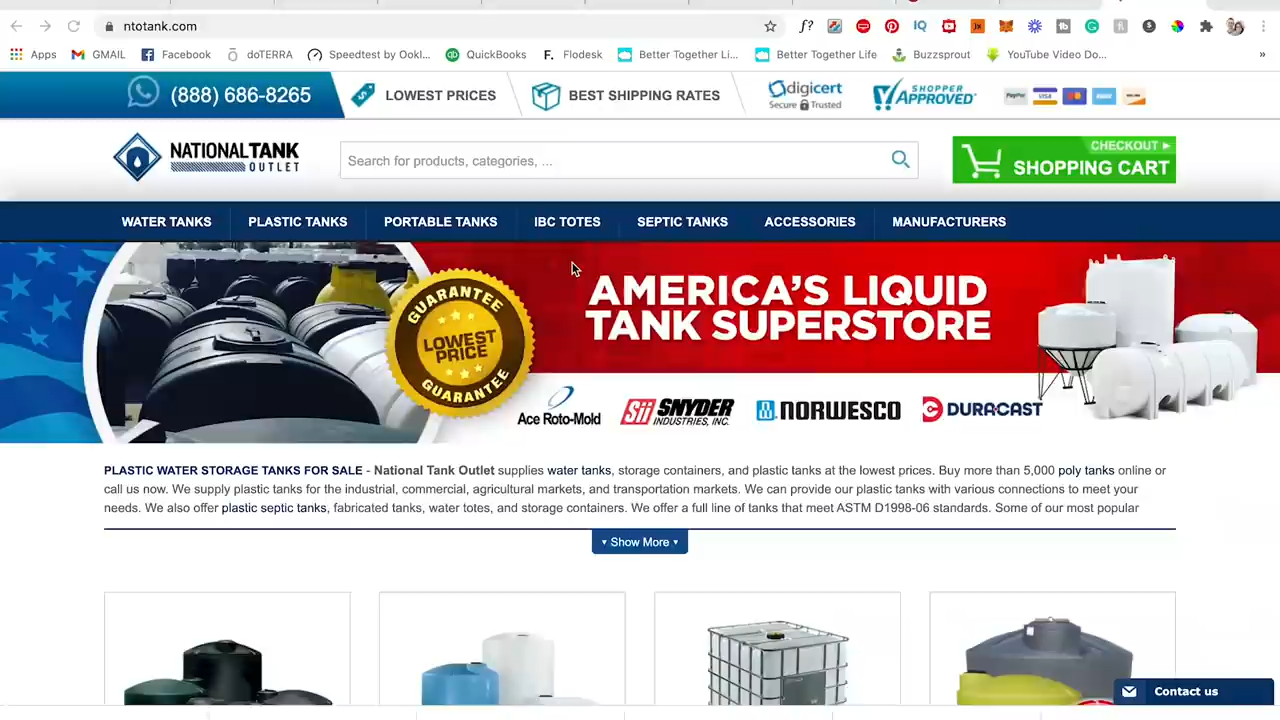 ntotank.com
Apps GMAIL Facebook doTERRA Speedtest by Ookl... QuickBooks F. Flodesk Better Together Li... Better Together Life Buzzsprout YouTube Video Do... »
(888) 686-8265 LOWEST PRICES BEST SHIPPING RATES digicert Secure Trusted SHOPPER APPROVED PayPal VISA
NATIONAL TANK OUTLET
Search for products, categories, ...
CHECKOUT
SHOPPING CART
WATER TANKS PLASTIC TANKS PORTABLE TANKS IBC TOTES SEPTIC TANKS ACCESSORIES MANUFACTURERS
GUARANTEE
LOWEST
PRICE
GUARANTEE
AMERICA'S LIQUID
TANK SUPERSTORE
Ace Roto-Mold Sii SNYDER INDUSTRIES, INC. NORWESCO DURACAST
PLASTIC WATER STORAGE TANKS FOR SALE - National Tank Outlet supplies water tanks, storage containers, and plastic tanks at the lowest prices. Buy more than 5,000 poly tanks online or
call us now. We supply plastic tanks for the industrial, commercial, agricultural markets, and transportation markets. We can provide our plastic tanks with various connections to meet your
needs. We also offer plastic septic tanks, fabricated tanks, water totes, and storage containers. We offer a full line of tanks that meet ASTM D1998-06 standards. Some of our most popular
Show More
Contact us